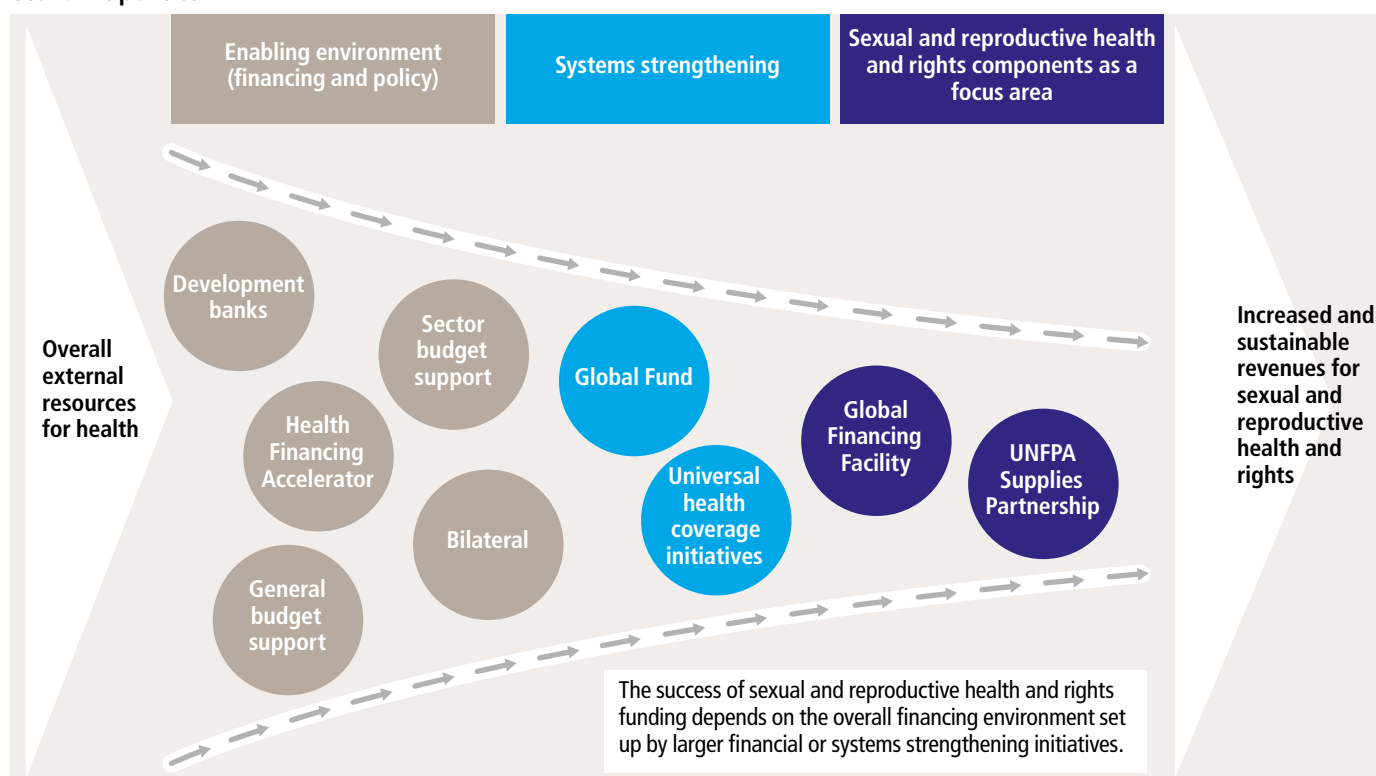 Enabling environment
(financing and policy)
Systems strengthening
Sexual and reproductive health
and rights components as a
focus area
Overall
external
resources
for health
Development
banks
Sector
budget
support
Health
Financing
Accelerator
Bilateral
General
budget
support
Global Fund
Universal
health
coverage
initiatives
Global
Financing
Facility
UNFPA
Supplies
Partnership
Increased and
sustainable
revenues for
sexual and
reproductive
health and
rights
The success of sexual and reproductive health and rights
funding depends on the overall financing environment set
up by larger financial or systems strengthening initiatives.